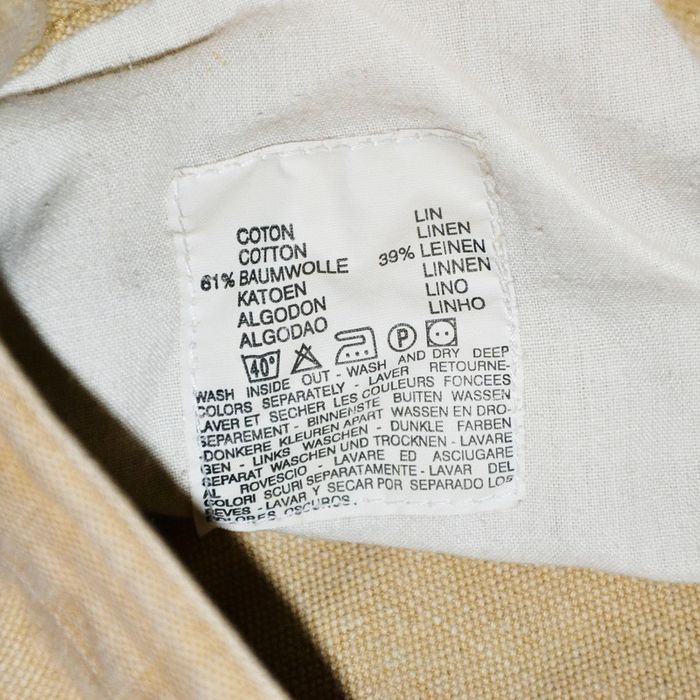 COTON
COTTON
61% BAUMWOLLE
KATOEN
ALGODON
ALGODAO
LIN
LINEN
39% LEINEN
LINNEN
LINO
LINHO
40° P
WASH INSIDE OUT - WASH AND DRY DEEP
COLORS SEPARATELY - LAVER RETOURNE-
LAVER ET SECHER LES COULEURS FONCEES
SEPAREMENT - BINNENSTE BUITEN WASSEN
-DONKERE KLEUREN APART WASSEN EN DRO-
GEN - LINKS WASCHEN - DUNKLE FARBEN
SEPARAT WASCHEN UND TROCKNEN - LAVARE
AL ROVESCIO - LAVARE ED ASCIUGARE
COLORI SCURI SEPARATAMENTE - LAVAR DEL
REVES - LAVAR Y SECAR POR SEPARADO LOS
COLORES OSCUROS.